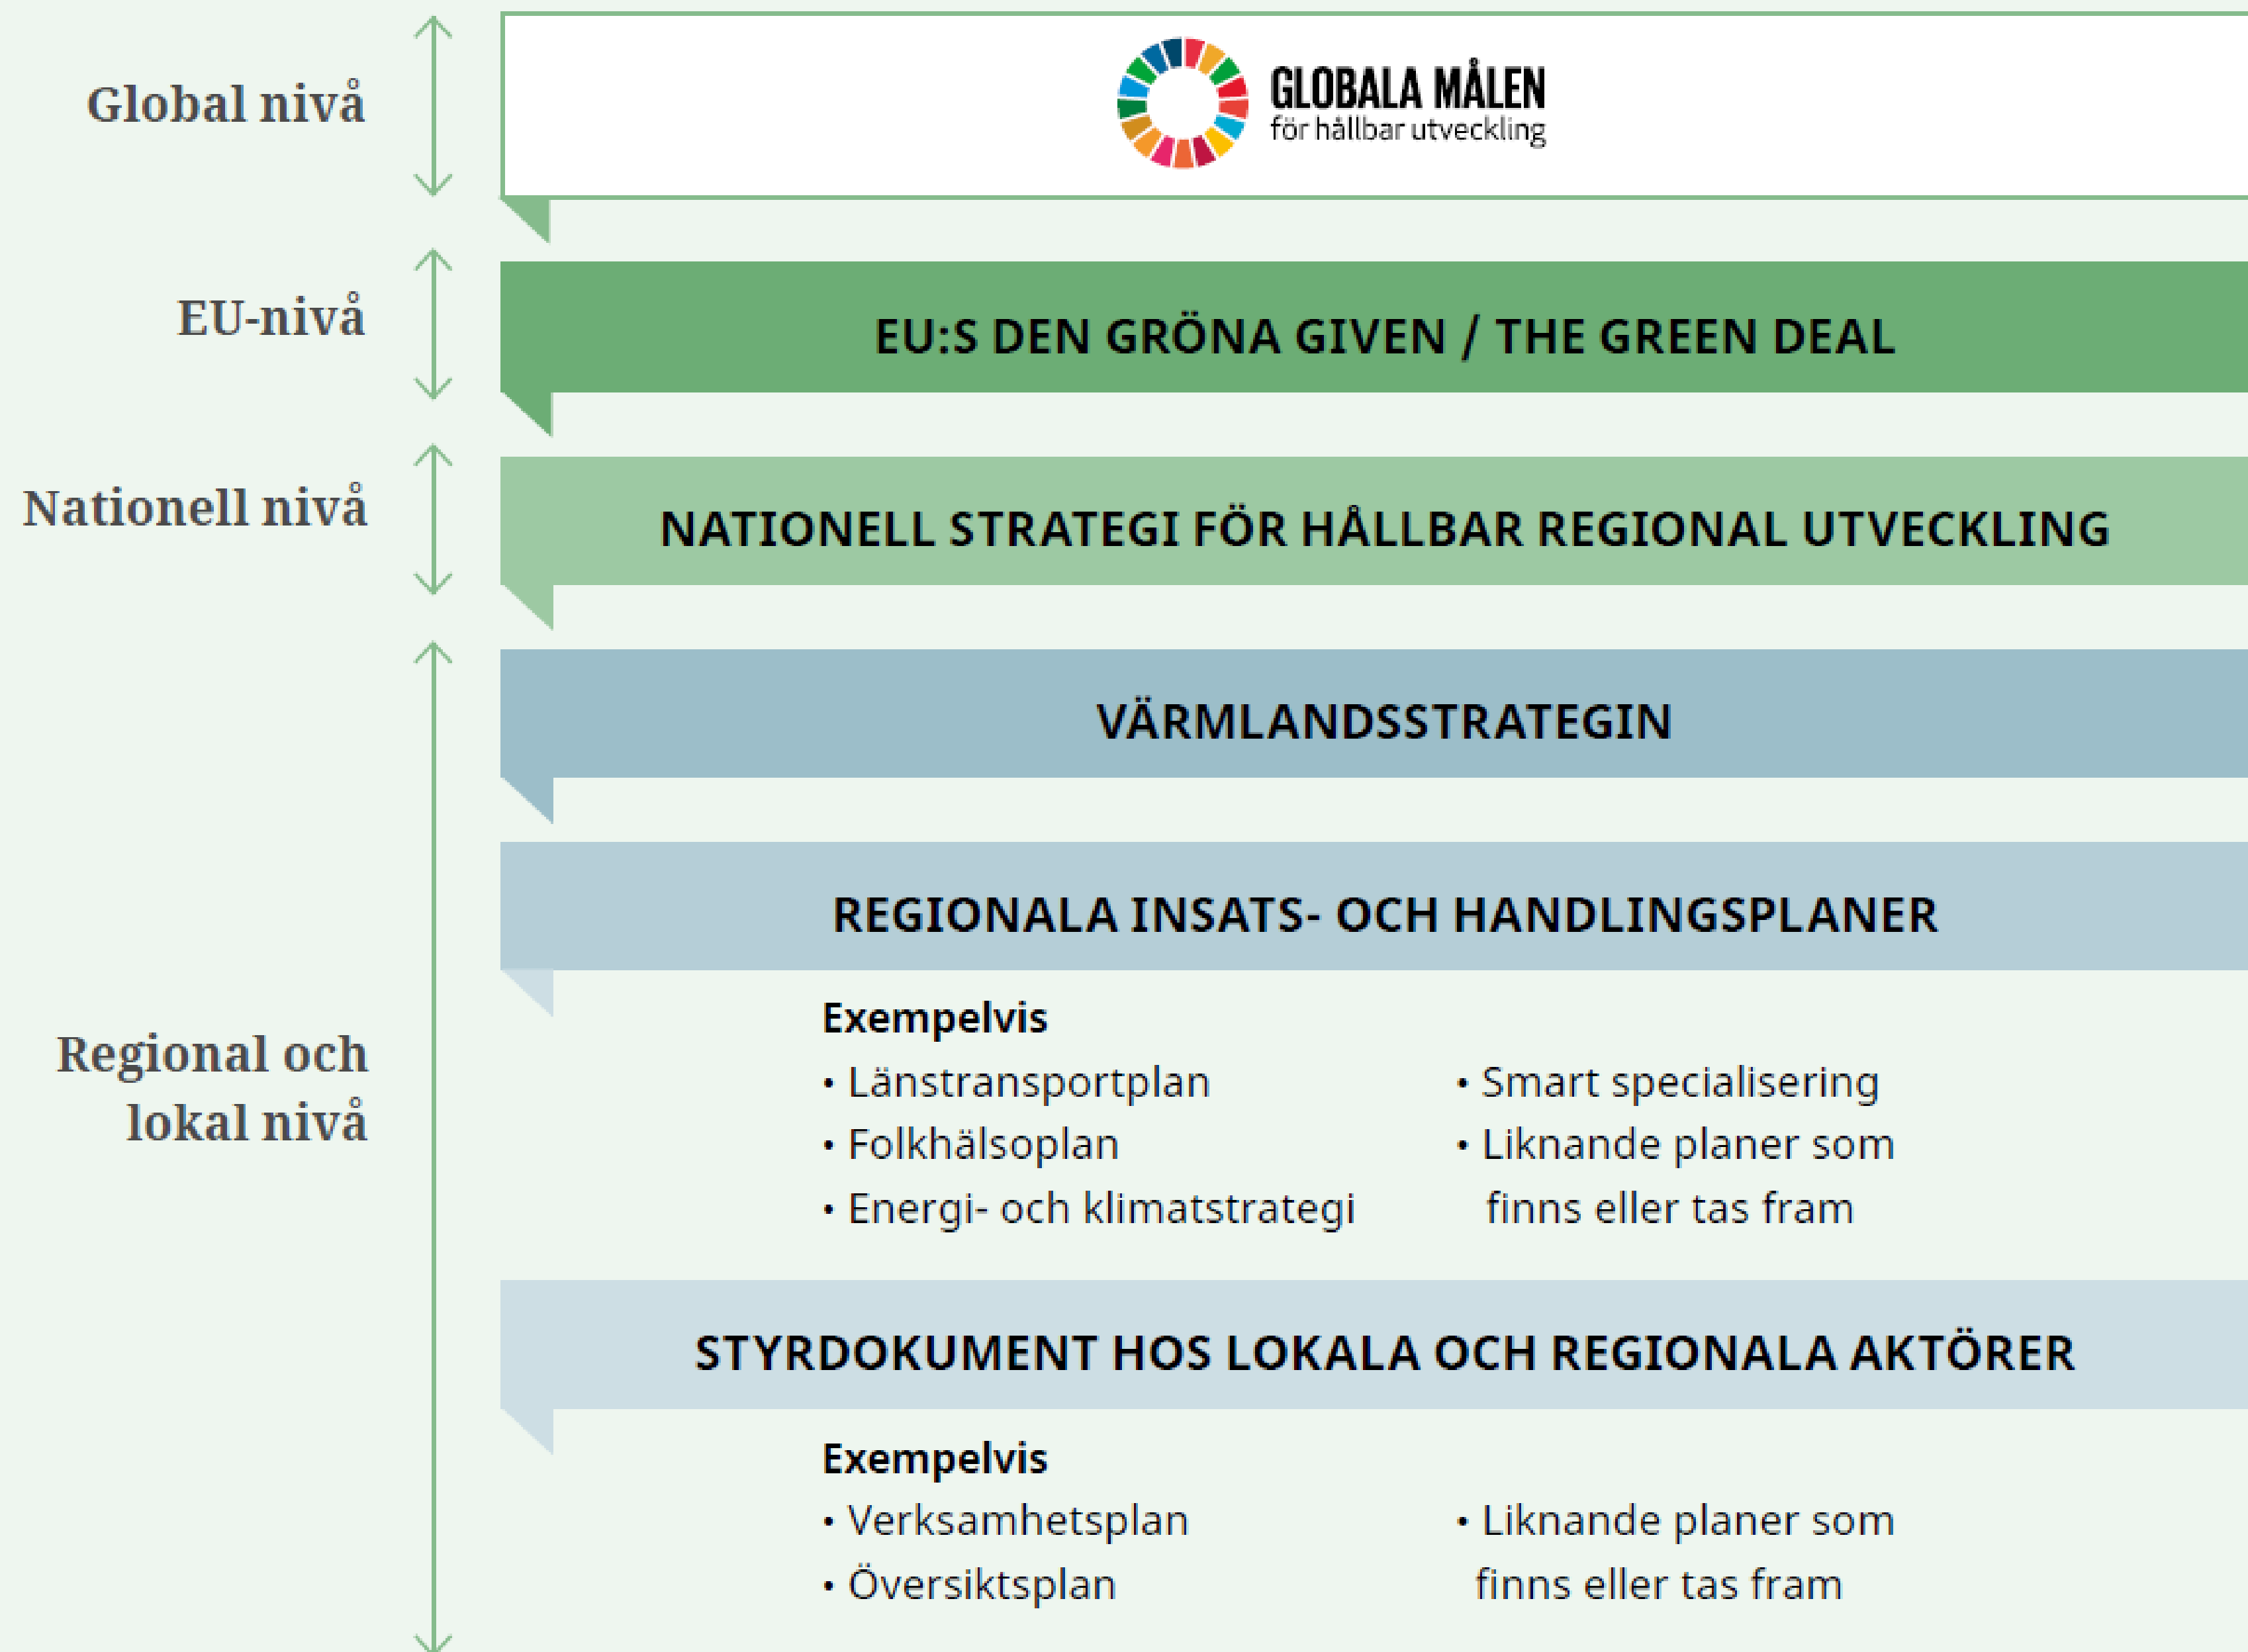 Global nivå
GLOBALA MÅLEN
för hållbar utveckling
EU-nivå
EU:S DEN GRÖNA GIVEN / THE GREEN DEAL
Nationell nivå
NATIONELL STRATEGI FÖR HÅLLBAR REGIONAL UTVECKLING
VÄRMLANDSSTRATEGIN
REGIONALA INSATS- OCH HANDLINGSPLANER
Regional och
lokal nivå
Exempelvis
• Länstransportplan
• Folkhälsoplan
• Energi- och klimatstrategi
• Smart specialisering
• Liknande planer som
finns eller tas fram
STYRDOKUMENT HOS LOKALA OCH REGIONALA AKTÖRER
Exempelvis
• Verksamhetsplan
• Översiktsplan
• Liknande planer som
finns eller tas fram